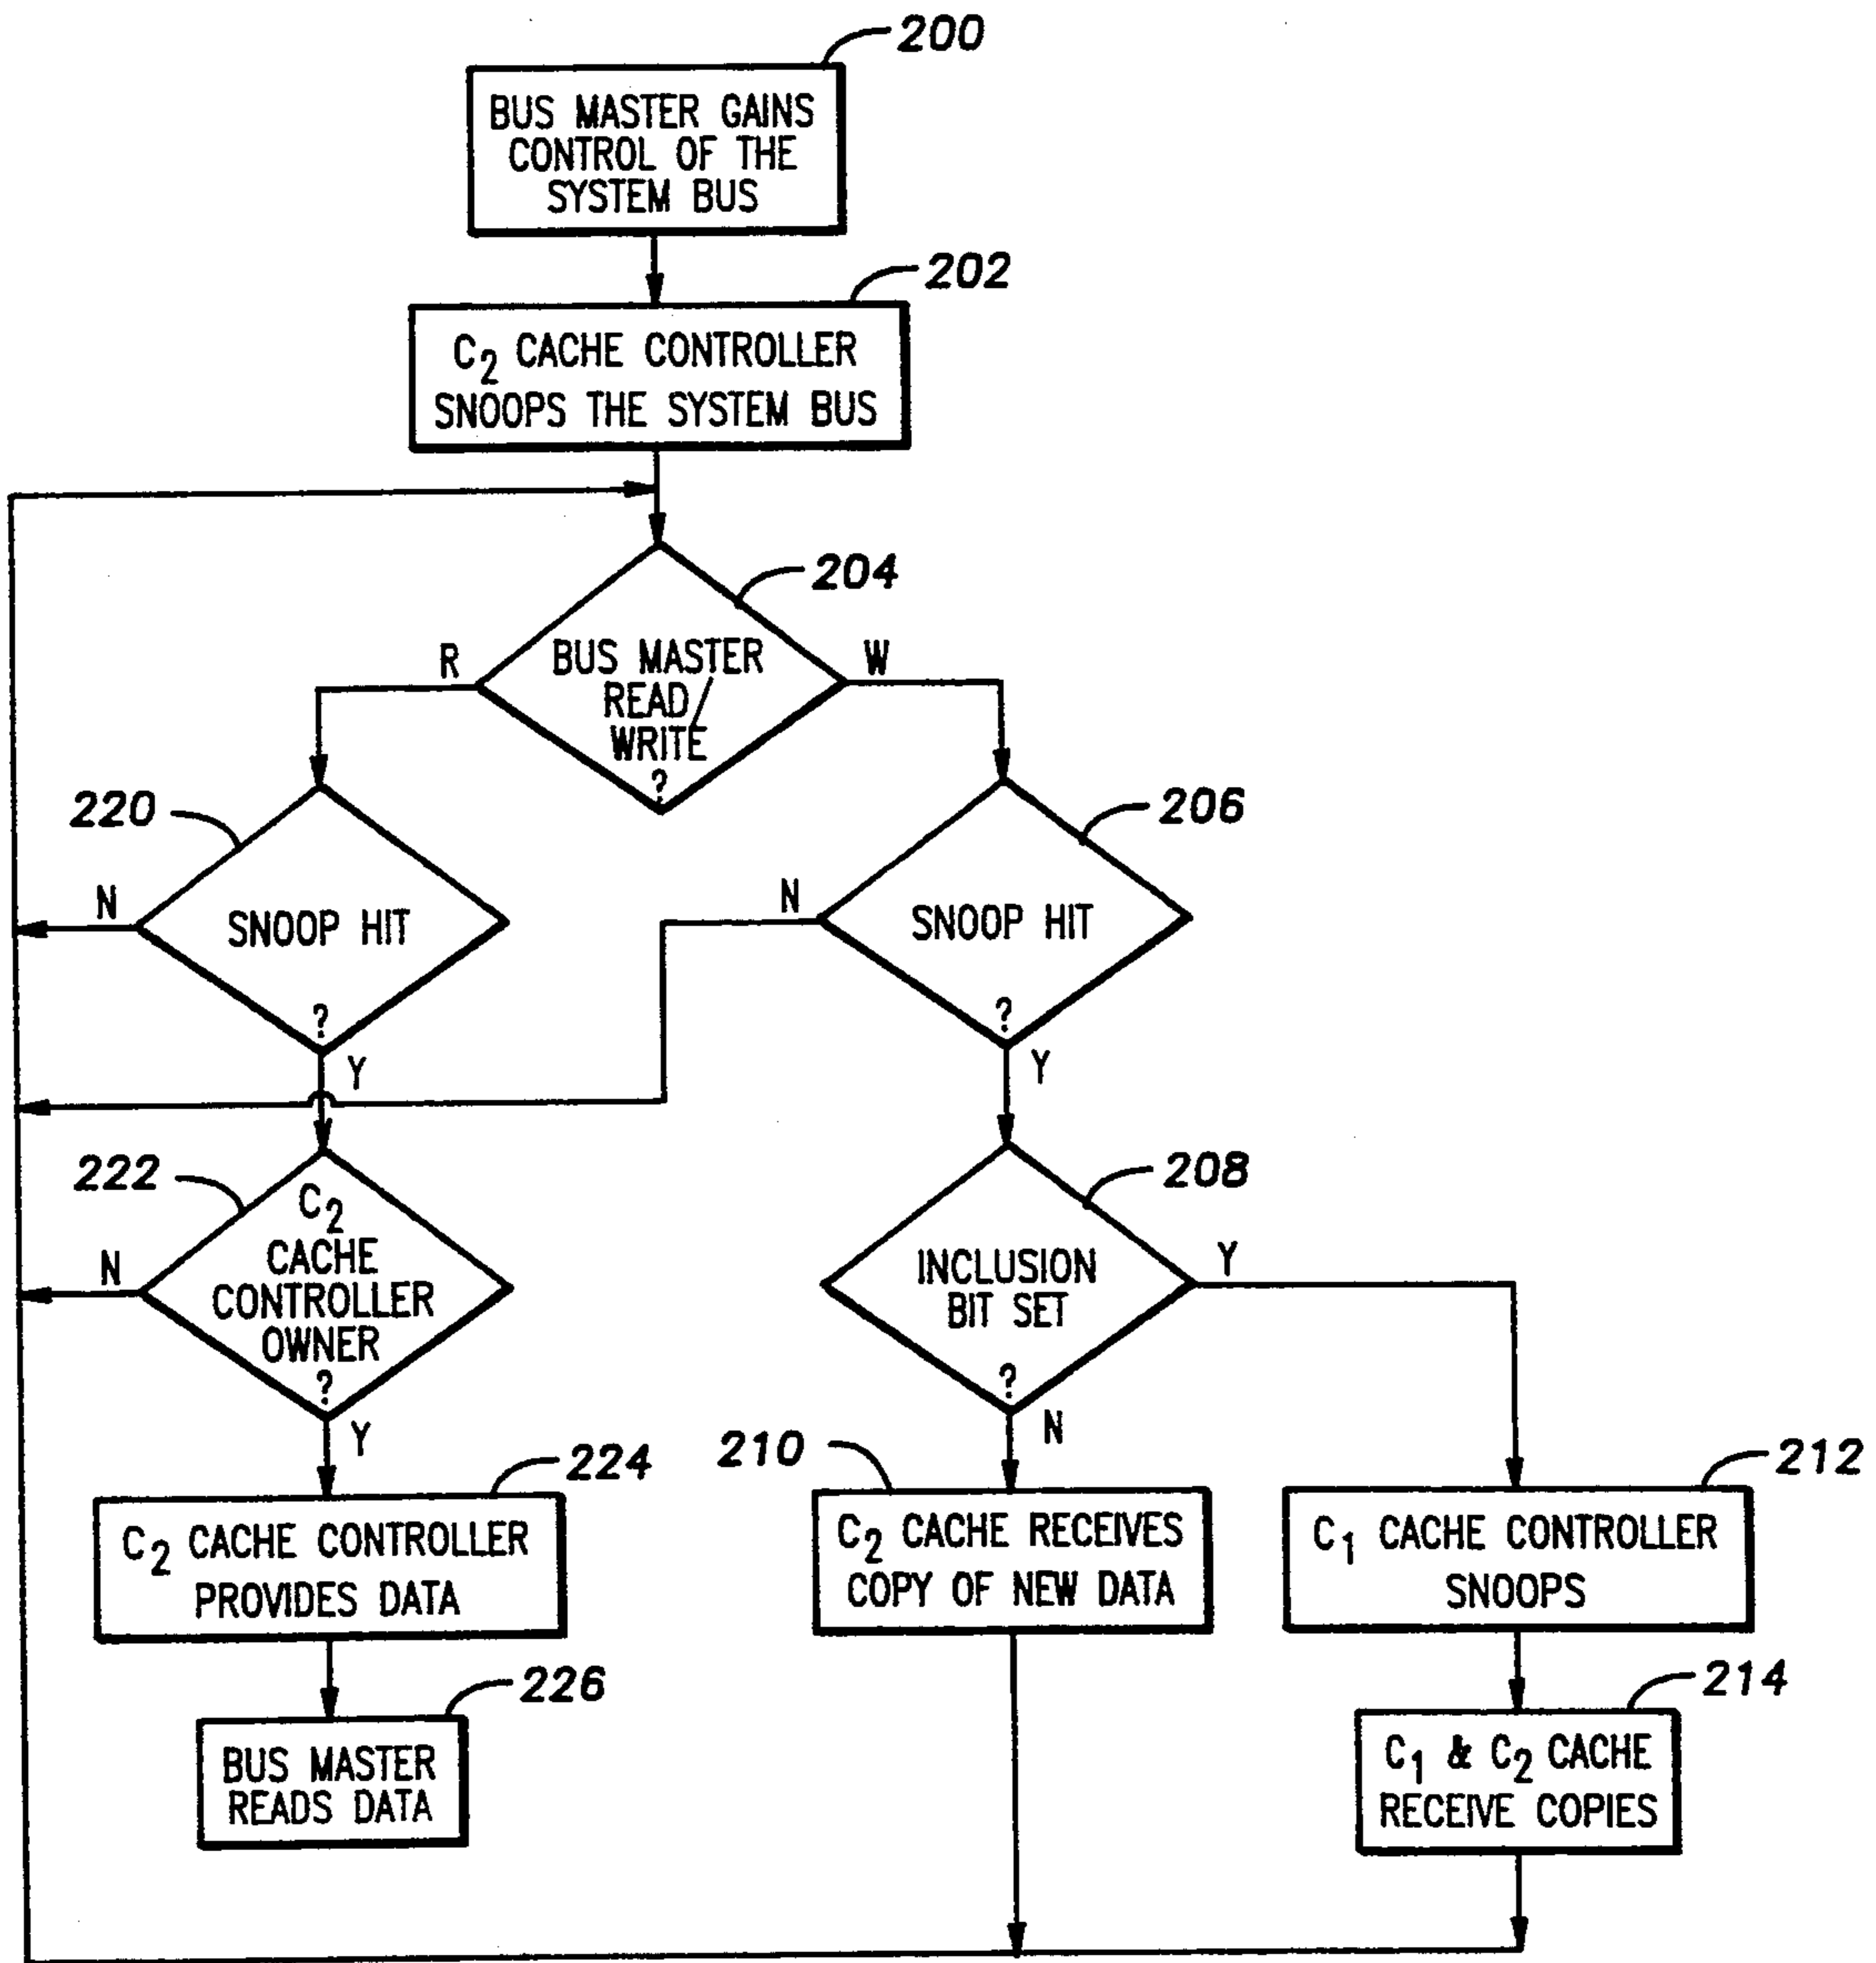 200
BUS MASTER GAINS
CONTROL OF THE
SYSTEM BUS
202
C2 CACHE CONTROLLER
SNOOPS THE SYSTEM BUS
204
R
BUS MASTER
READ/
WRITE
?
W
220
206
N
SNOOP HIT
?
Y
N
SNOOP HIT
?
Y
222
208
N
C2
CACHE
CONTROLLER
OWNER
?
Y
INCLUSION
BIT SET
?
Y
N
224
C2 CACHE CONTROLLER
PROVIDES DATA
210
C2 CACHE RECEIVES
COPY OF NEW DATA
212
C1 CACHE CONTROLLER
SNOOPS
226
BUS MASTER
READS DATA
214
C1 & C2 CACHE
RECEIVE COPIES